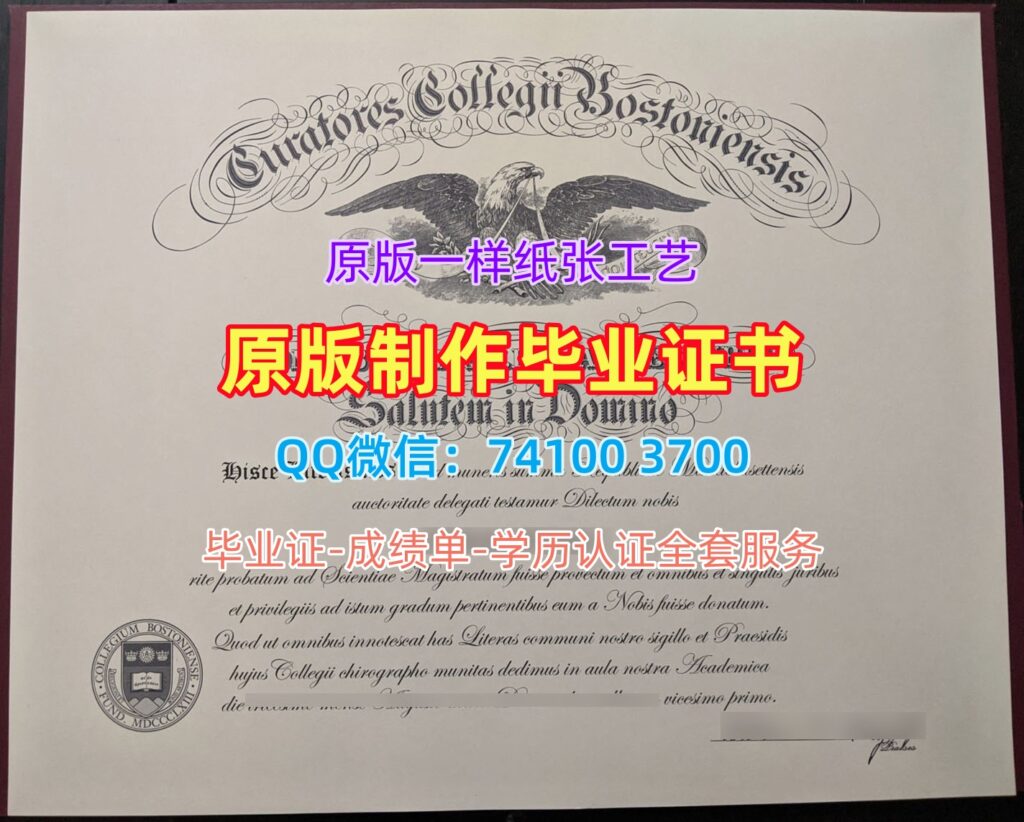 Curatores Collegii Bostoniensis
原版一样纸张工艺
原版制作毕业证书
Salutem in Domino
QQ微信：74100 3700
Hisce
auctoritate delegati testamur Dilectum nobis
毕业证-成绩单-学历认证全套服务
rite probatum ad Scientiae Magistratum fuisse provectum et omnibus et singulis juribus
et privilegiis ad istum gradum pertinentibus eum a Nobis fuisse donatum.
Quod ut omnibus innotescat has Literas communi nostro sigillo et Praesidis
hujus Collegii chirographo munitas dedimus in aula nostra Academica
die vicesimo primo.
COLLEGIUM BOSTONIENSE
FUND. MDCCCLXIII